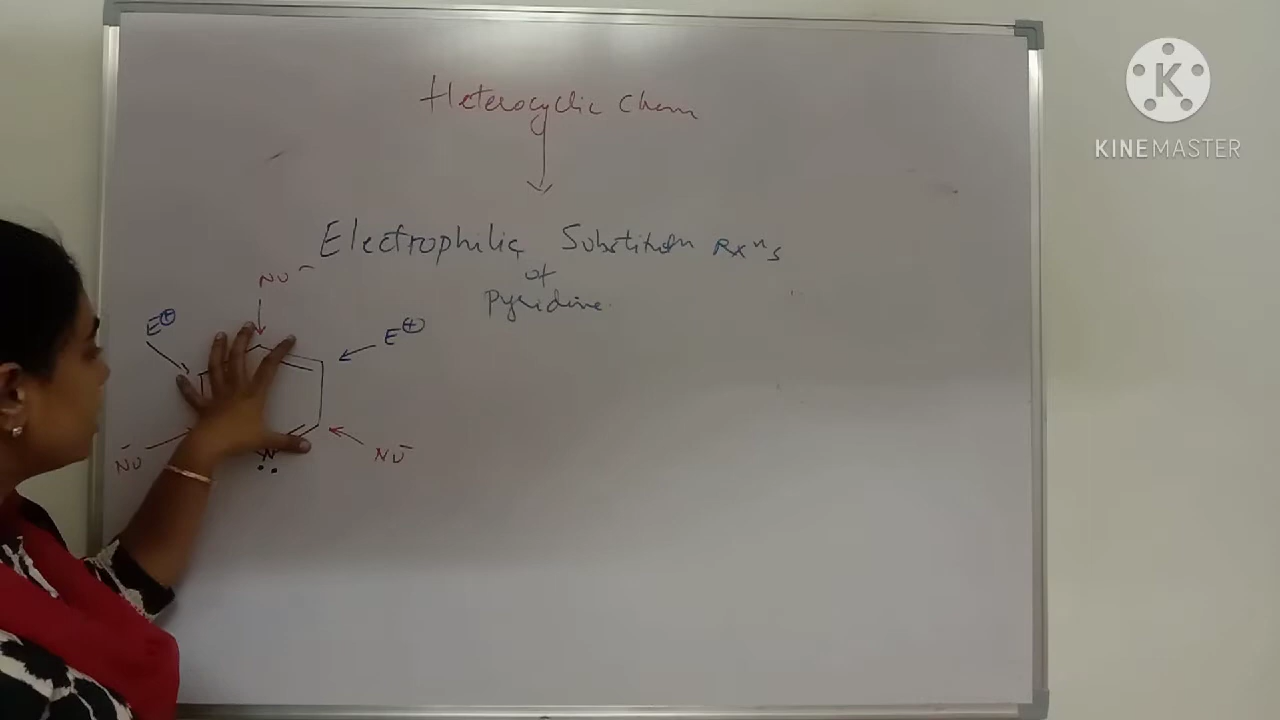 Heterocyclic Chem
Electrophilic Substitution Rxⁿs
of
Pyridine.
Nu⁻
E⊕
E⊕
Nu⁻
Nu⁻
N
K
KINEMASTER